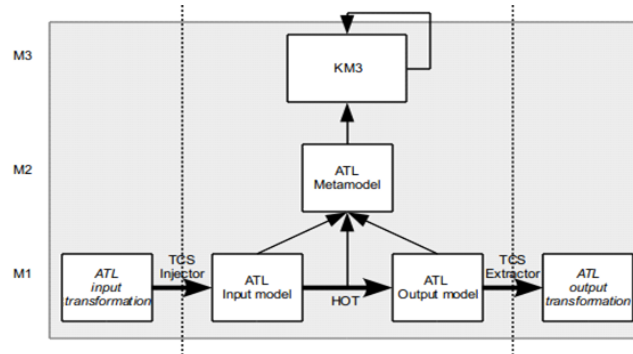 M3
KM3
M2
ATL
Metamodel
M1
ATL
input
transformation
TCS
Injector
ATL
Input model
HOT
ATL
Output model
TCS
Extractor
ATL
output
transformation